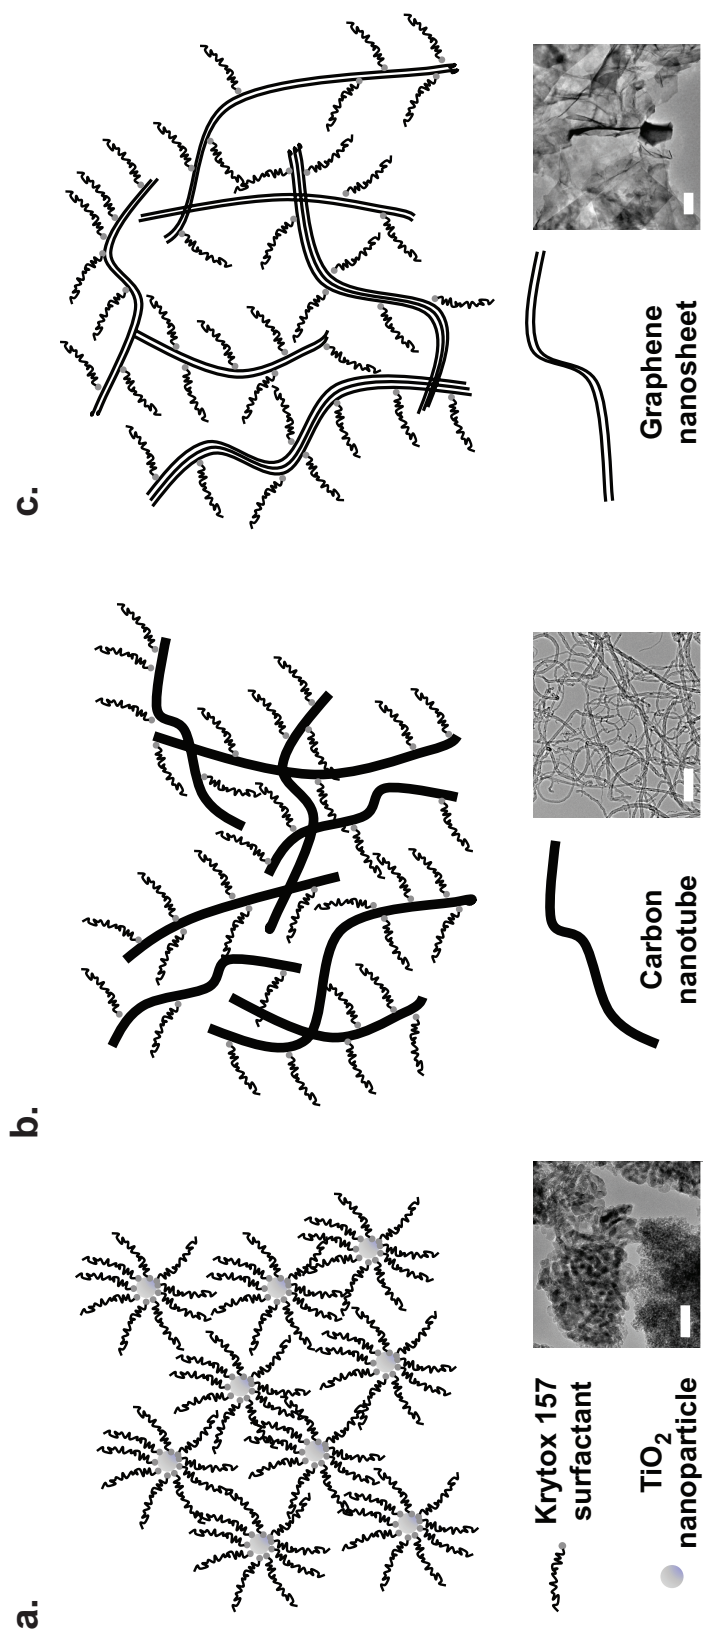 a.
Krytox 157
surfactant
TiO2
nanoparticle
b.
Carbon
nanotube
c.
Graphene
nanosheet